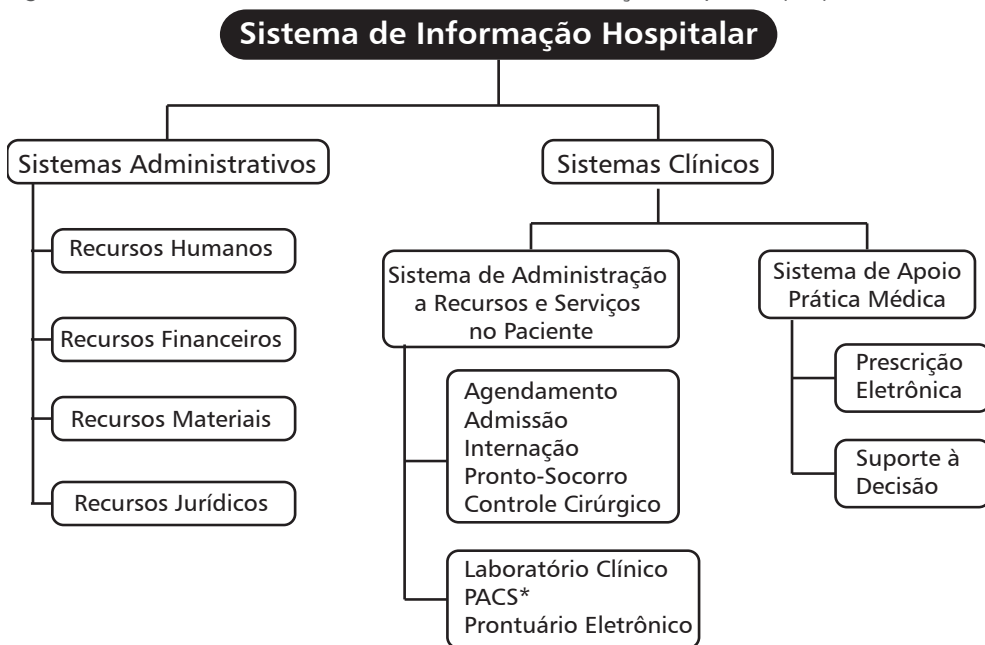 Sistema de Informação Hospitalar
Sistemas Administrativos
Recursos Humanos
Recursos Financeiros
Recursos Materiais
Recursos Jurídicos
Sistemas Clínicos
Sistema de Administração
a Recursos e Serviços
no Paciente
Agendamento
Admissão
Internação
Pronto-Socorro
Controle Cirúrgico
Laboratório Clínico
PACS*
Prontuário Eletrônico
Sistema de Apoio
Prática Médica
Prescrição
Eletrônica
Suporte à
Decisão